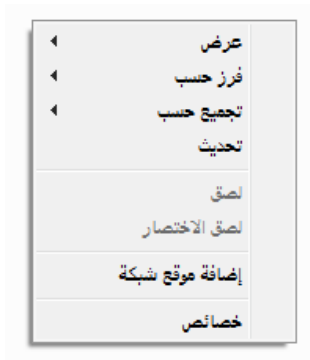 عرض
فرز حسب
تجميع حسب
تحديث
لصق
لصق الاختصار
إضافة موقع شبكة
خصائص